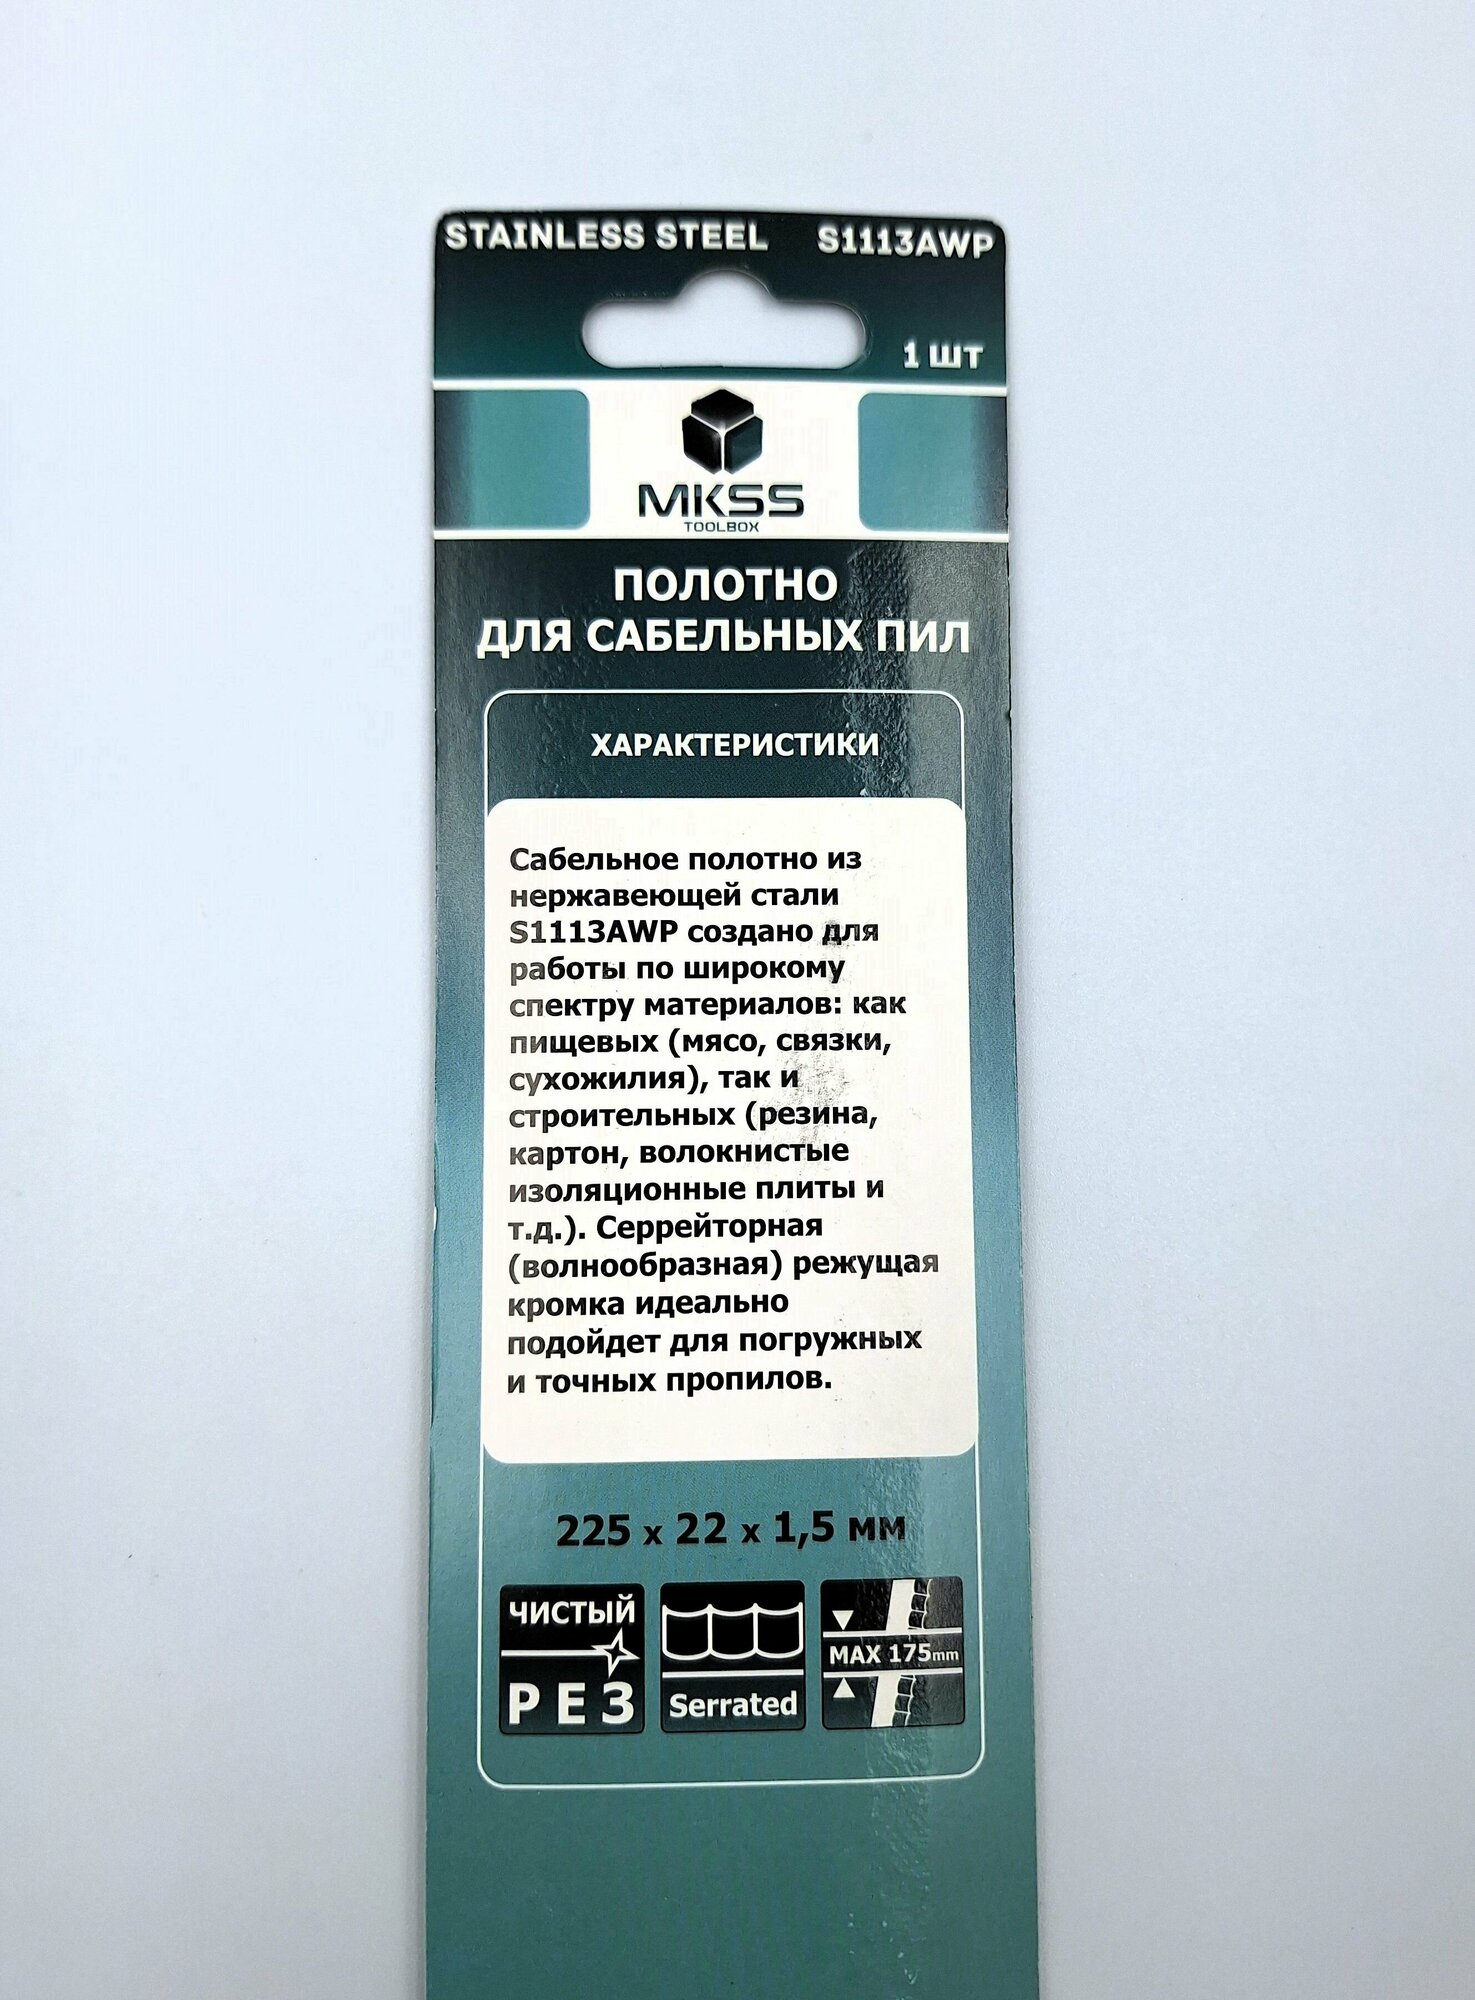 STAINLESS STEEL S1113AWP
1 шт
MKSS
TOOLBOX
ПОЛОТНО
ДЛЯ САБЕЛЬНЫХ ПИЛ
ХАРАКТЕРИСТИКИ
Сабельное полотно из
нержавеющей стали
S1113AWP создано для
работы по широкому
спектру материалов: как
пищевых (мясо, связки,
сухожилия), так и
строительных (резина,
картон, волокнистые
изоляционные плиты и
т.д.). Серрейторная
(волнообразная) режущая
кромка идеально
подойдет для погружных
и точных пропилов.
225 x 22 x 1,5 мм
ЧИСТЫЙ
РЕЗ
Serrated
MAX 175mm